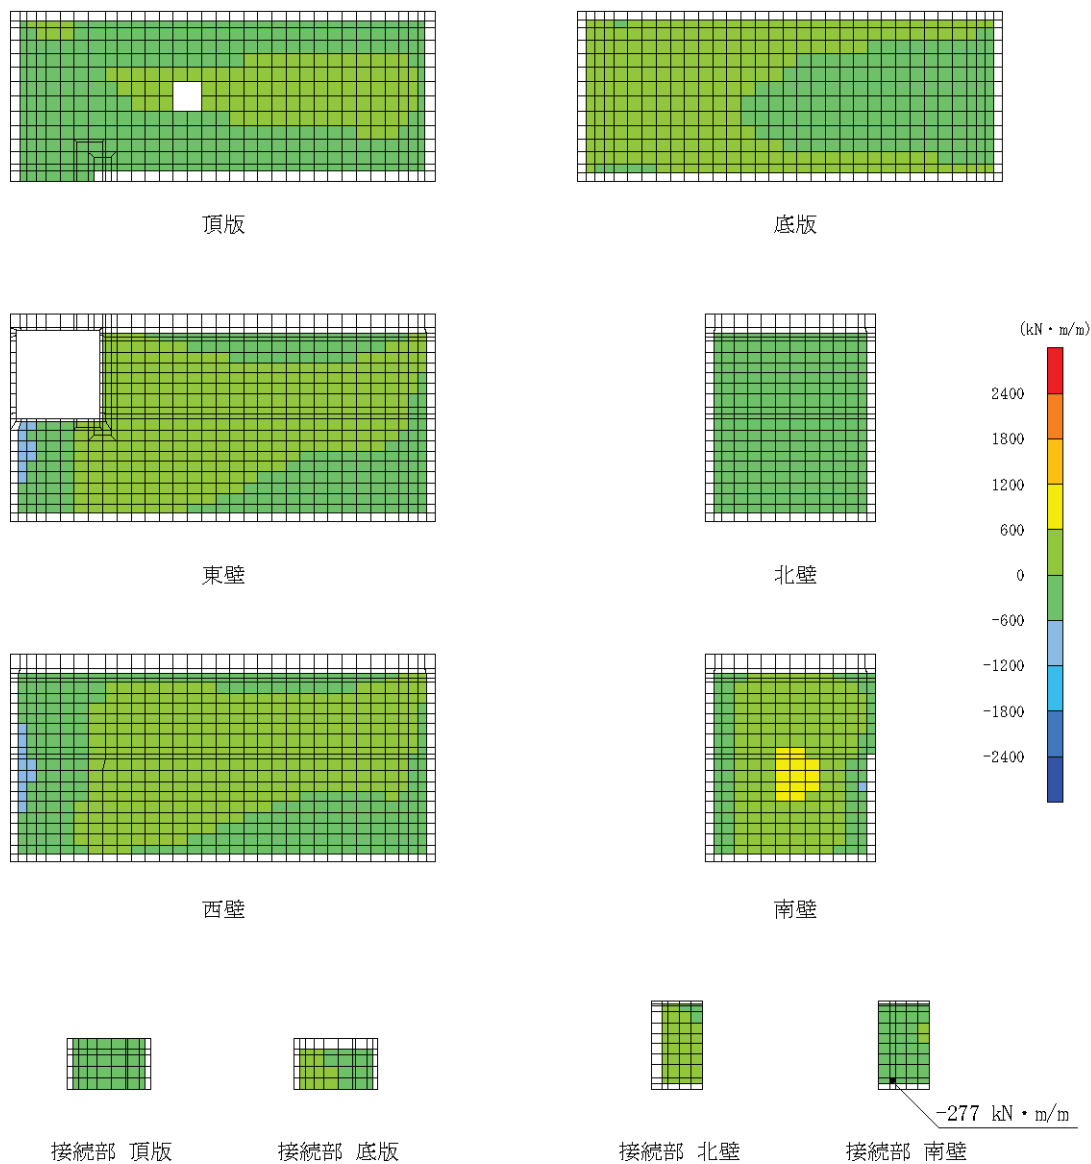 頂版
底版
(kN・m/m)
2400
1800
1200
600
0
-600
-1200
-1800
-2400
東壁
北壁
西壁
南壁
-277 kN・m/m
接続部 頂版
接続部 底版
接続部 北壁
接続部 南壁